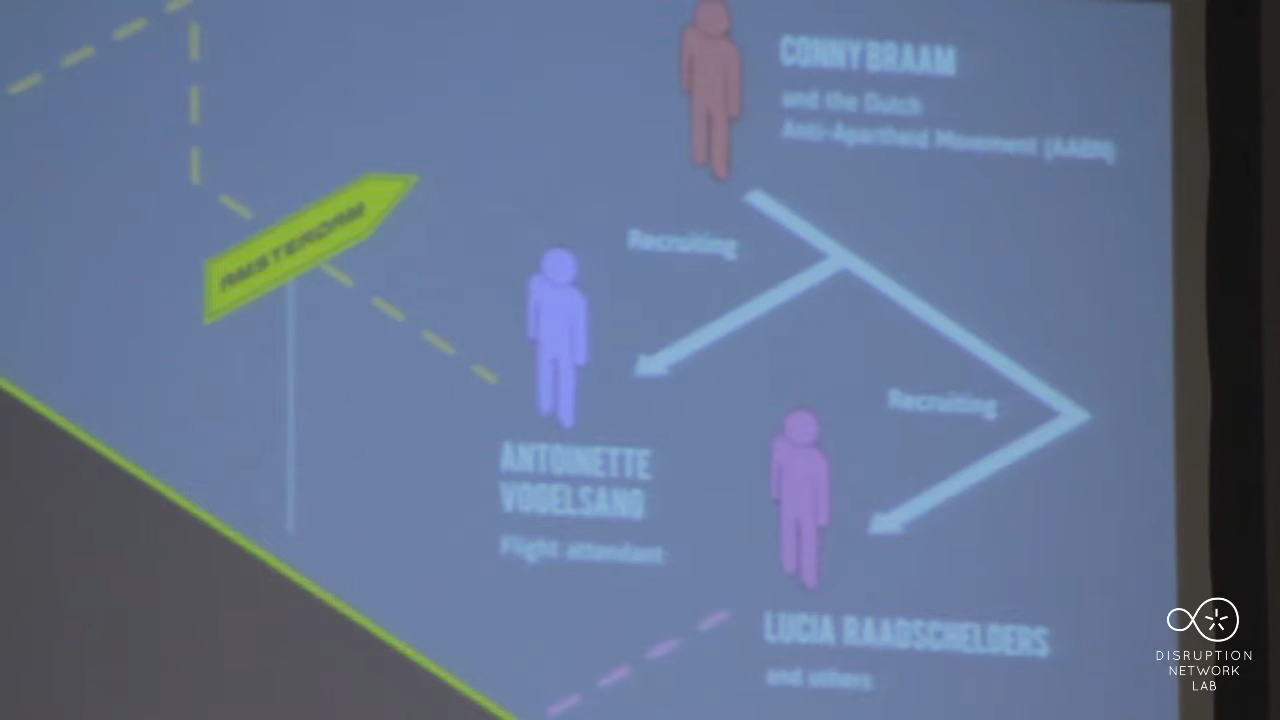 CONNY BRAAM
and the Dutch
Anti-Apartheid Movement (AABN)
AMSTERDAM
Recruiting
Recruiting
ANTOINETTE
VOGELSANG
Flight attendant
LUCIA RAADSCHELDERS
and others
DISRUPTION
NETWORK
LAB